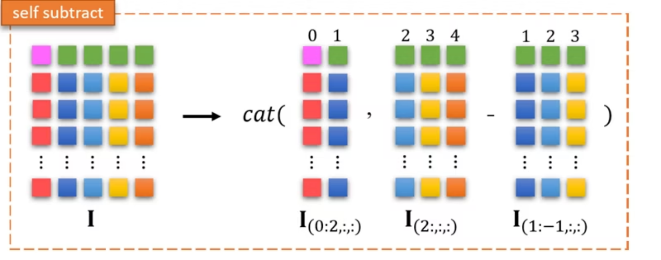 self subtract
0 1 2 3 4 1 2 3
cat( , - )
I I(0:2,:,:) I(2:,:,:) I(1:−1,:,:)